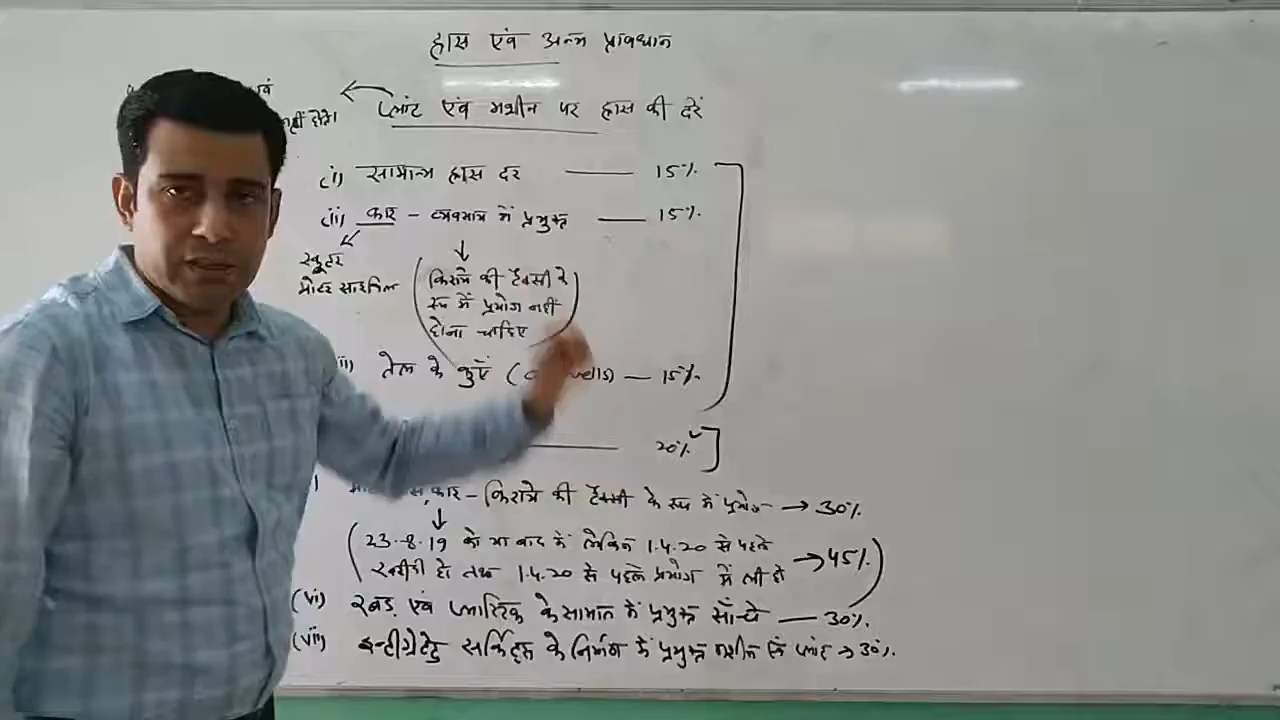 ह्रास एवं अन्य प्रावधान
प्लांट एवं मशीन पर ह्रास की दरें
नहीं होता
(i) सामान्य ह्रास दर —— 15%
(ii) कार - व्यवसाय में प्रयुक्त —— 15%
स्कूटर
मोटर साइकिल
(किराये की टैक्सी के
रूप में प्रयोग नहीं
होना चाहिए)
तेल के कुएँ ( — 15%
—— 20%
कार - किराये की टैक्सी के रूप में प्रयोग → 30%
(23.8.19 को या बाद में लेकिन 1.4.20 से पहले
खरीदी हो तथा 1.4.20 से पहले प्रयोग में ली हो) → 45%
(vi) रबड़ एवं प्लास्टिक के सामान में प्रयुक्त साँचे —— 30%
(vii) इन्टीग्रेटेड सर्किट्स के निर्माण में प्रयुक्त मशीन एवं प्लांट → 30%